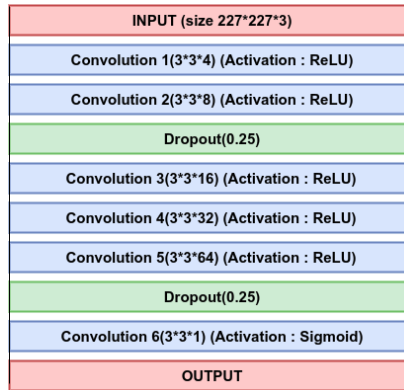 INPUT (size 227*227*3)
Convolution 1(3*3*4) (Activation : ReLU)
Convolution 2(3*3*8) (Activation : ReLU)
Dropout(0.25)
Convolution 3(3*3*16) (Activation : ReLU)
Convolution 4(3*3*32) (Activation : ReLU)
Convolution 5(3*3*64) (Activation : ReLU)
Dropout(0.25)
Convolution 6(3*3*1) (Activation : Sigmoid)
OUTPUT